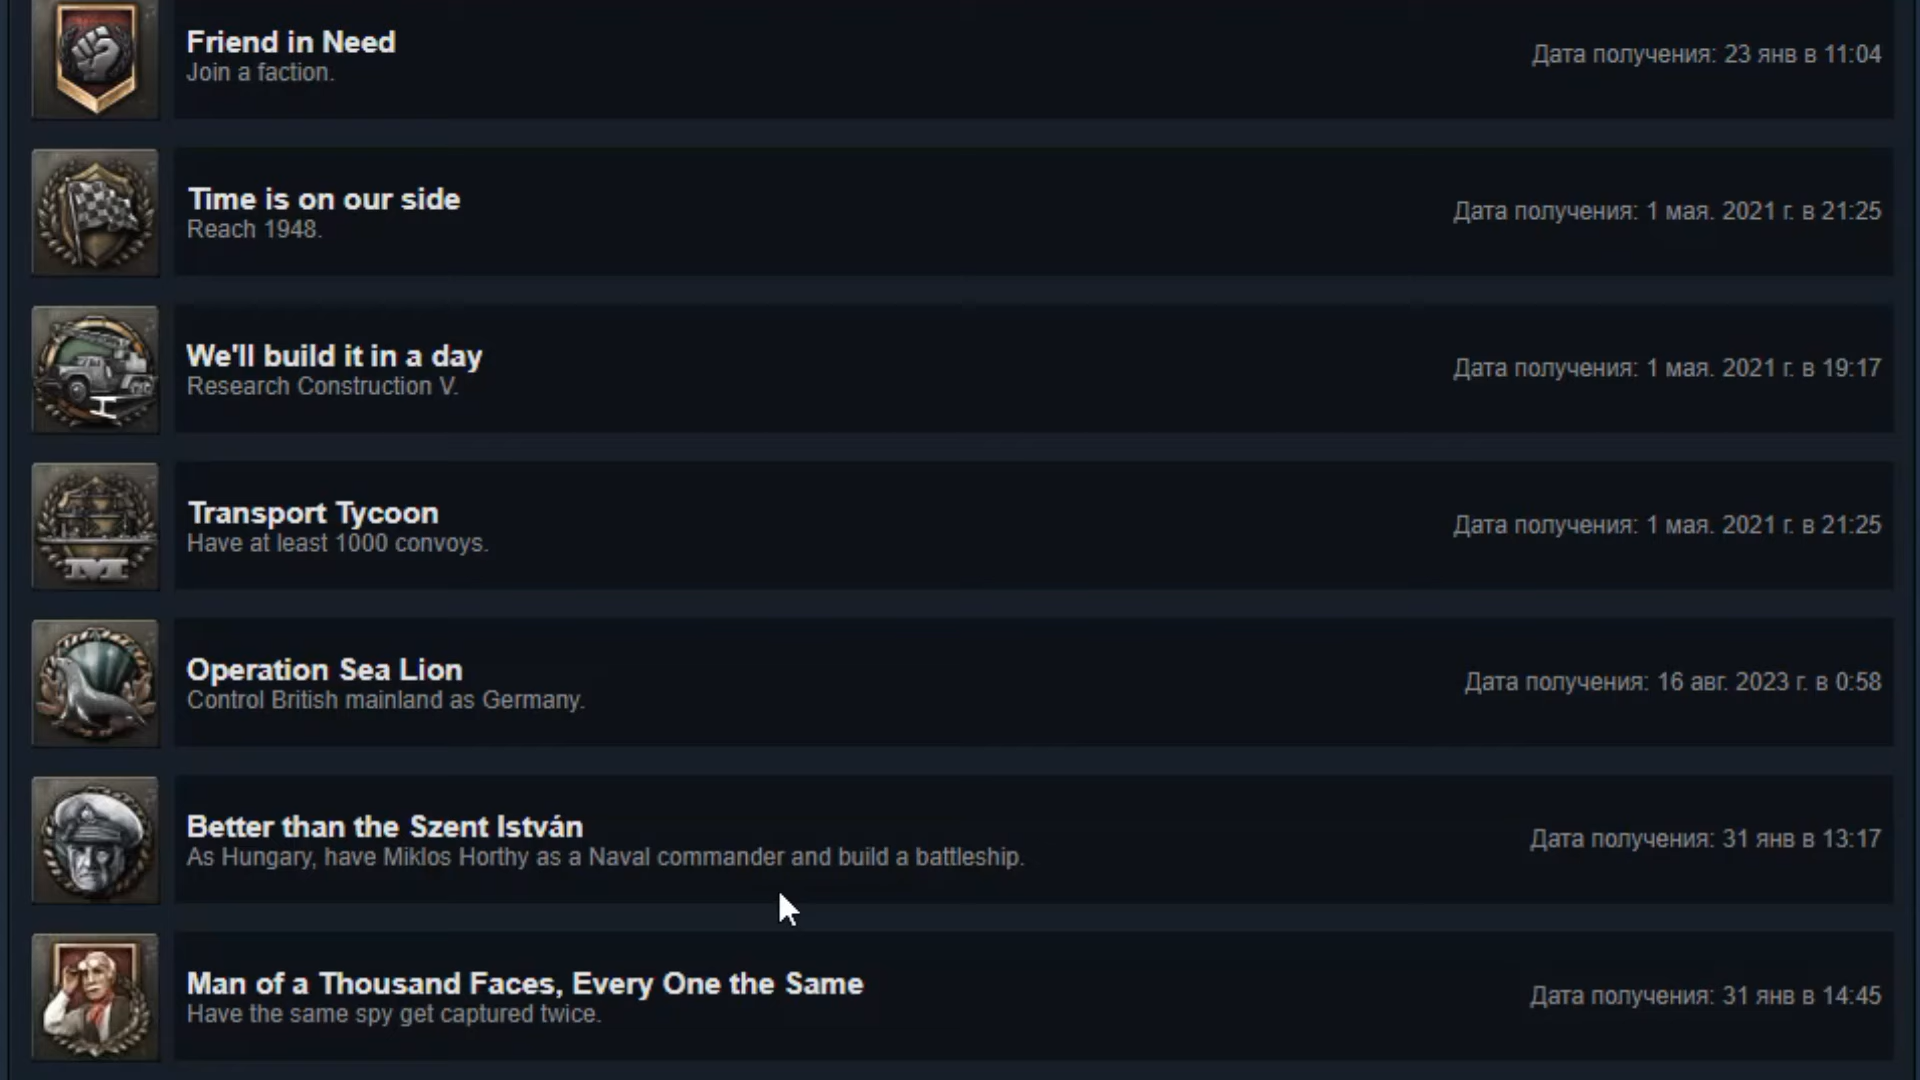 Friend in Need
Join a faction.
Дата получения: 23 янв в 11:04
Time is on our side
Reach 1948.
Дата получения: 1 мая. 2021 г. в 21:25
We'll build it in a day
Research Construction V.
Дата получения: 1 мая. 2021 г. в 19:17
Transport Tycoon
Have at least 1000 convoys.
Дата получения: 1 мая. 2021 г. в 21:25
Operation Sea Lion
Control British mainland as Germany.
Дата получения: 16 авг. 2023 г. в 0:58
Better than the Szent István
As Hungary, have Miklos Horthy as a Naval commander and build a battleship.
Дата получения: 31 янв в 13:17
Man of a Thousand Faces, Every One the Same
Have the same spy get captured twice.
Дата получения: 31 янв в 14:45